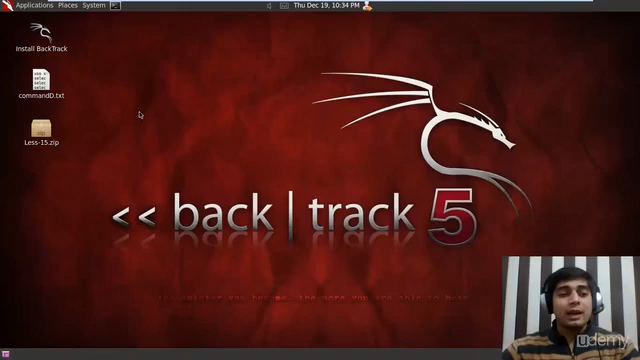 Applications Places System
Thu Dec 19, 10:34 PM
Install BackTrack
commandD.txt
Less-15.zip
<< back | track 5
udemy